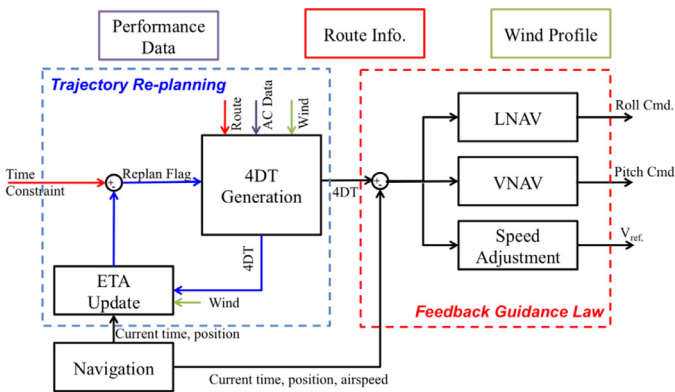 Performance
Data
Route Info.
Wind Profile
Trajectory Re-planning
Route
AC Data
Wind
Time
Constraint
+
-
Replan Flag
4DT
Generation
4DT
4DT
ETA
Update
Wind
Current time, position
Navigation
Current time, position, airspeed
+
-
LNAV
Roll Cmd.
VNAV
Pitch Cmd
Speed
Adjustment
Vref,
Feedback Guidance Law